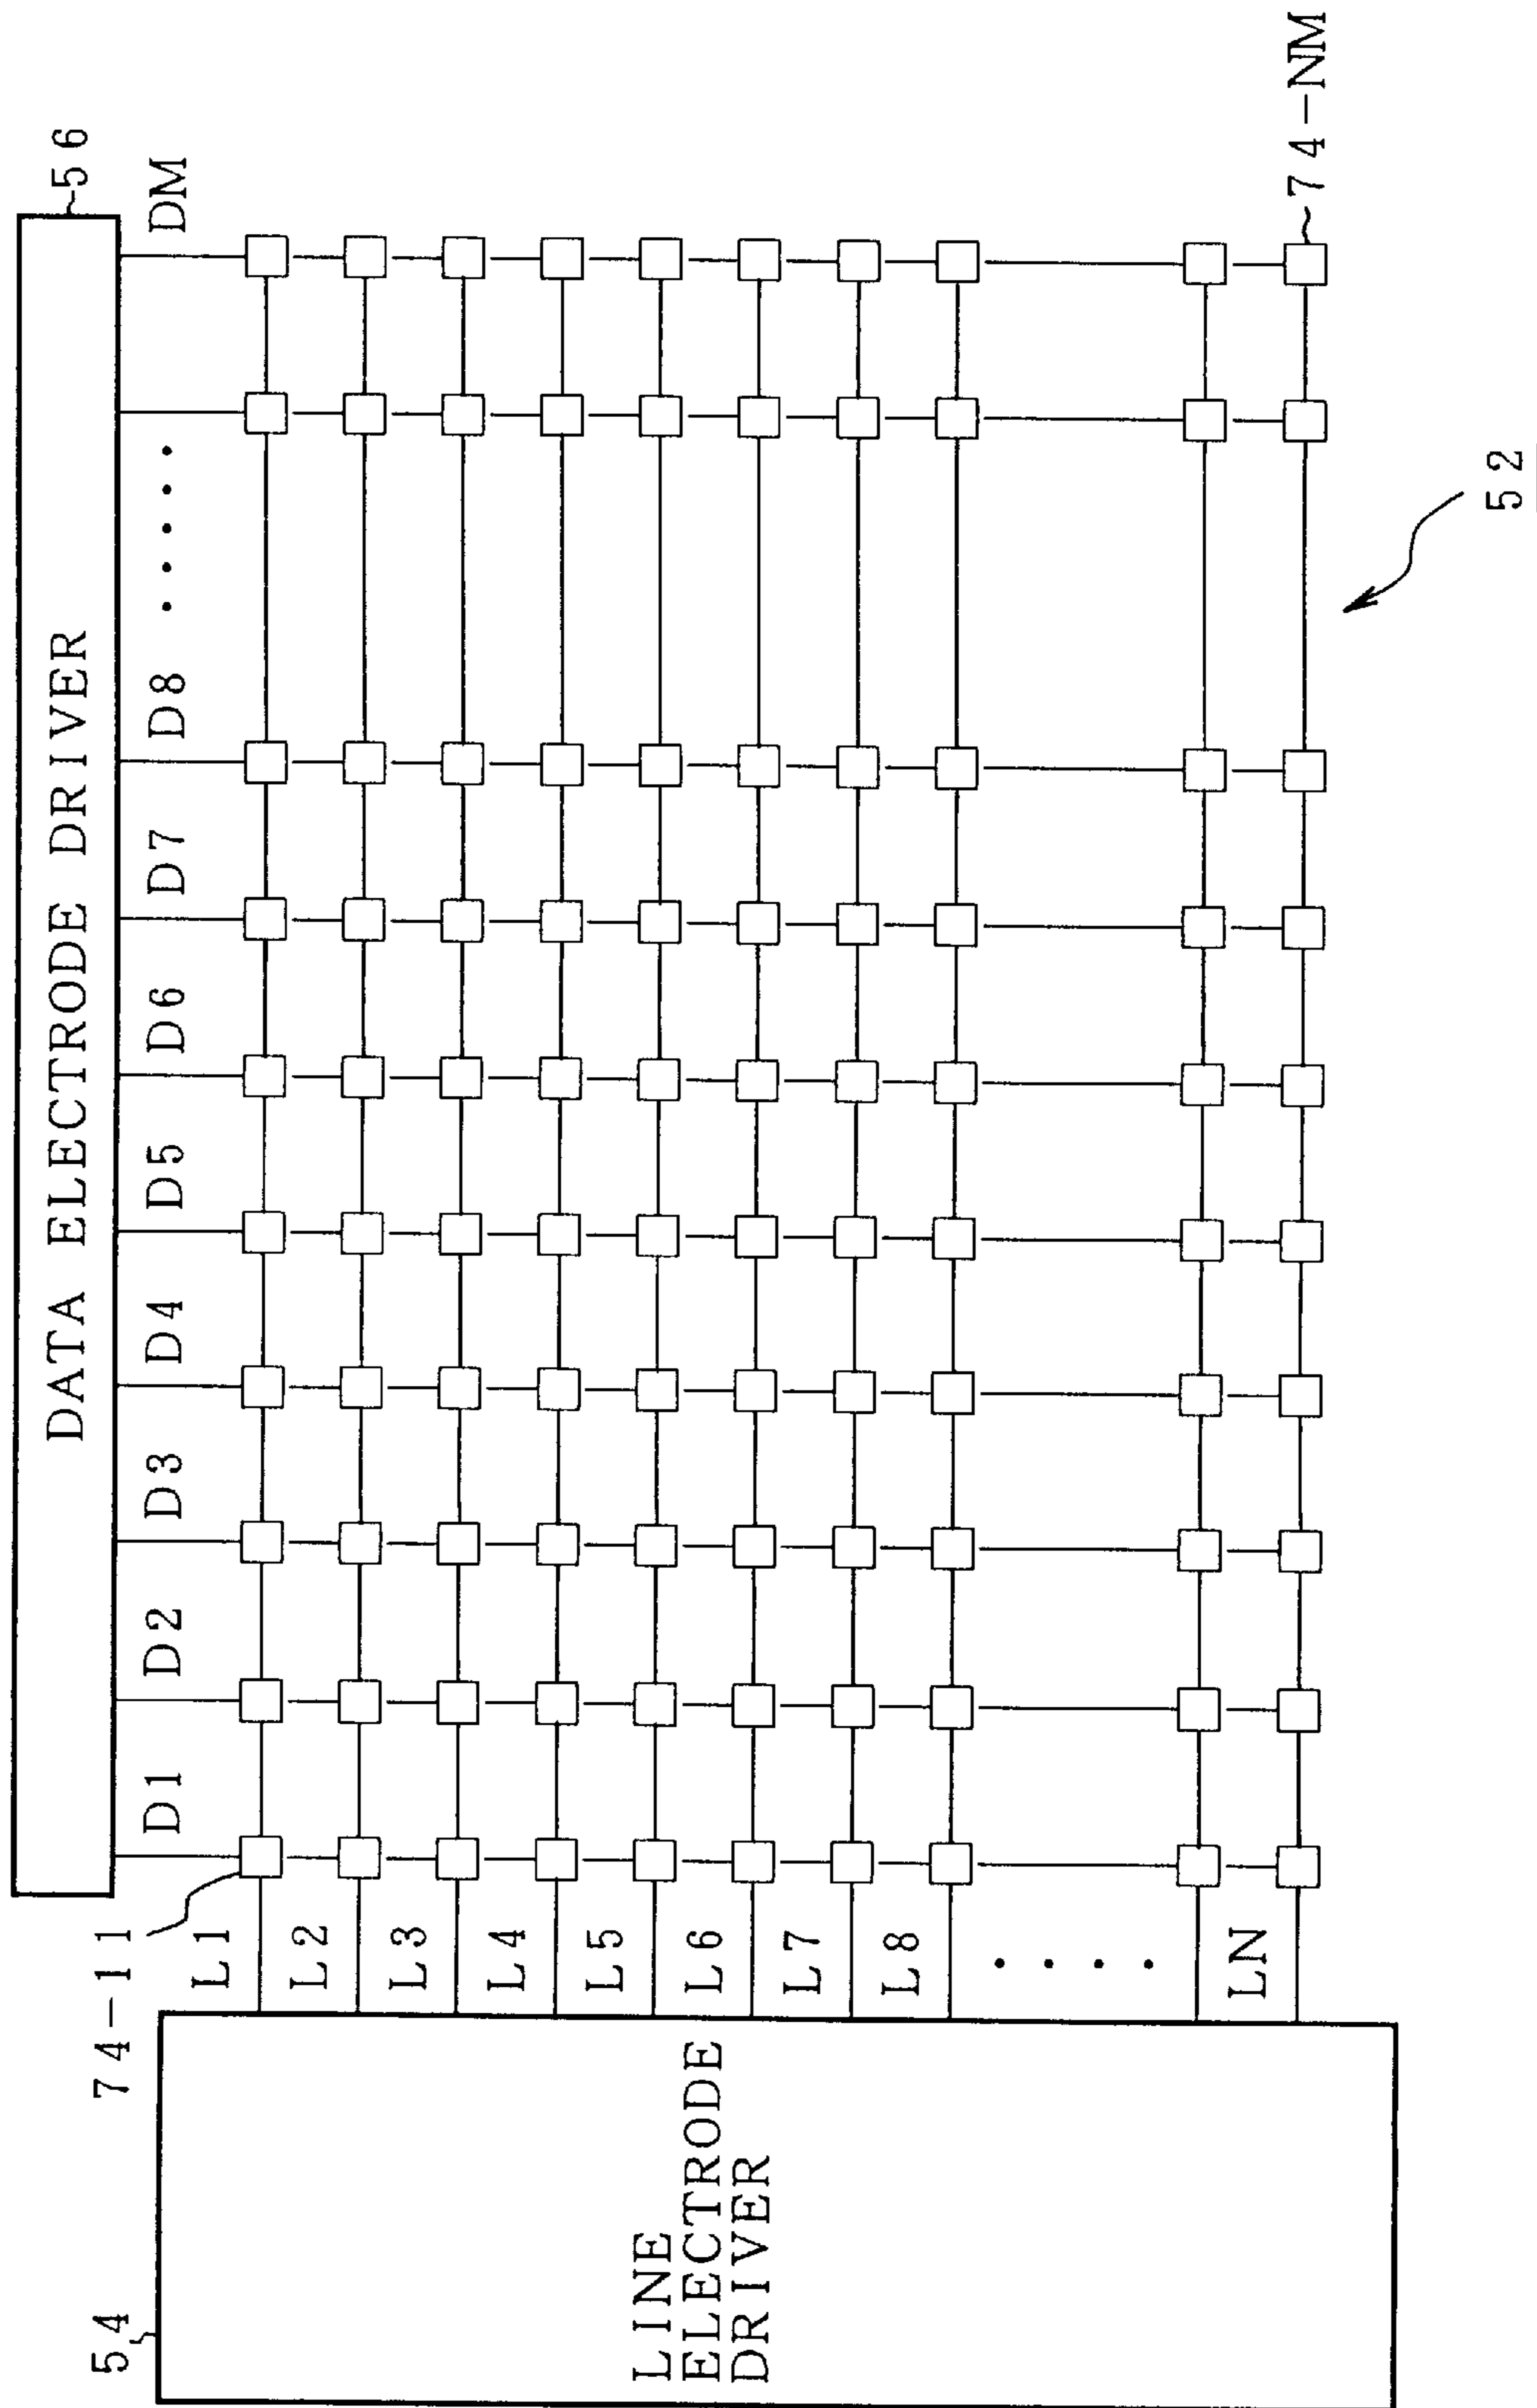 56
DATA ELECTRODE DRIVER
D1 D2 D3 D4 D5 D6 D7 D8 ..... DM
74-11
54
L1
L2
L3
L4
L5
L6
L7
L8
....
LN
LINE
ELECTRODE
DRIVER
74-NM
52